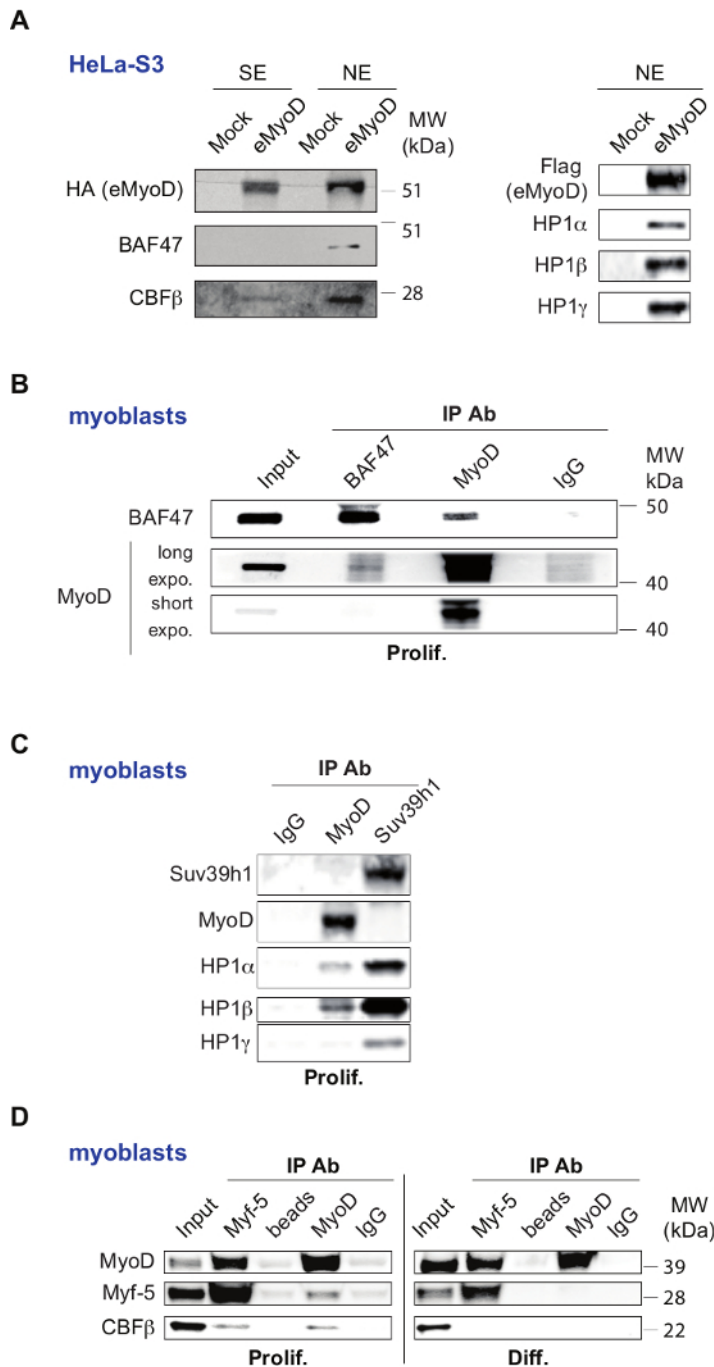 A
HeLa-S3
SE NE
Mock eMyoD Mock eMyoD MW (kDa)
HA (eMyoD) 51
51
BAF47
CBFβ 28
NE
Mock eMyoD
Flag
(eMyoD)
HP1α
HP1β
HP1γ
B
myoblasts
IP Ab
Input BAF47 MyoD IgG MW kDa
BAF47 50
MyoD
long
expo. 40
short
expo. 40
Prolif.
C
myoblasts
IP Ab
IgG MyoD Suv39h1
Suv39h1
MyoD
HP1α
HP1β
HP1γ
Prolif.
D
myoblasts
IP Ab IP Ab
Input Myf-5 beads MyoD IgG Input Myf-5 beads MyoD IgG MW (kDa)
MyoD 39
Myf-5 28
CBFβ 22
Prolif. Diff.